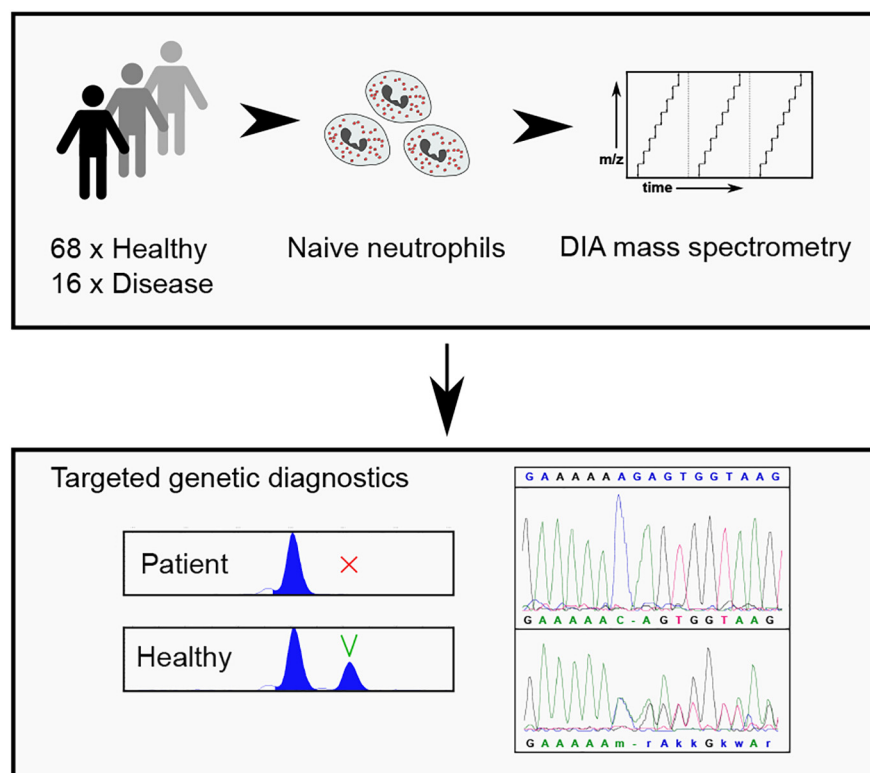 68 x Healthy
16 x Disease
Naive neutrophils
DIA mass spectrometry
m/z
time
Targeted genetic diagnostics
Patient
Healthy
GAAAAAAGAGTGGTAAG
GAAAAAC-AGTGGTAAG
GAAAAAm-rAkkGkwAr